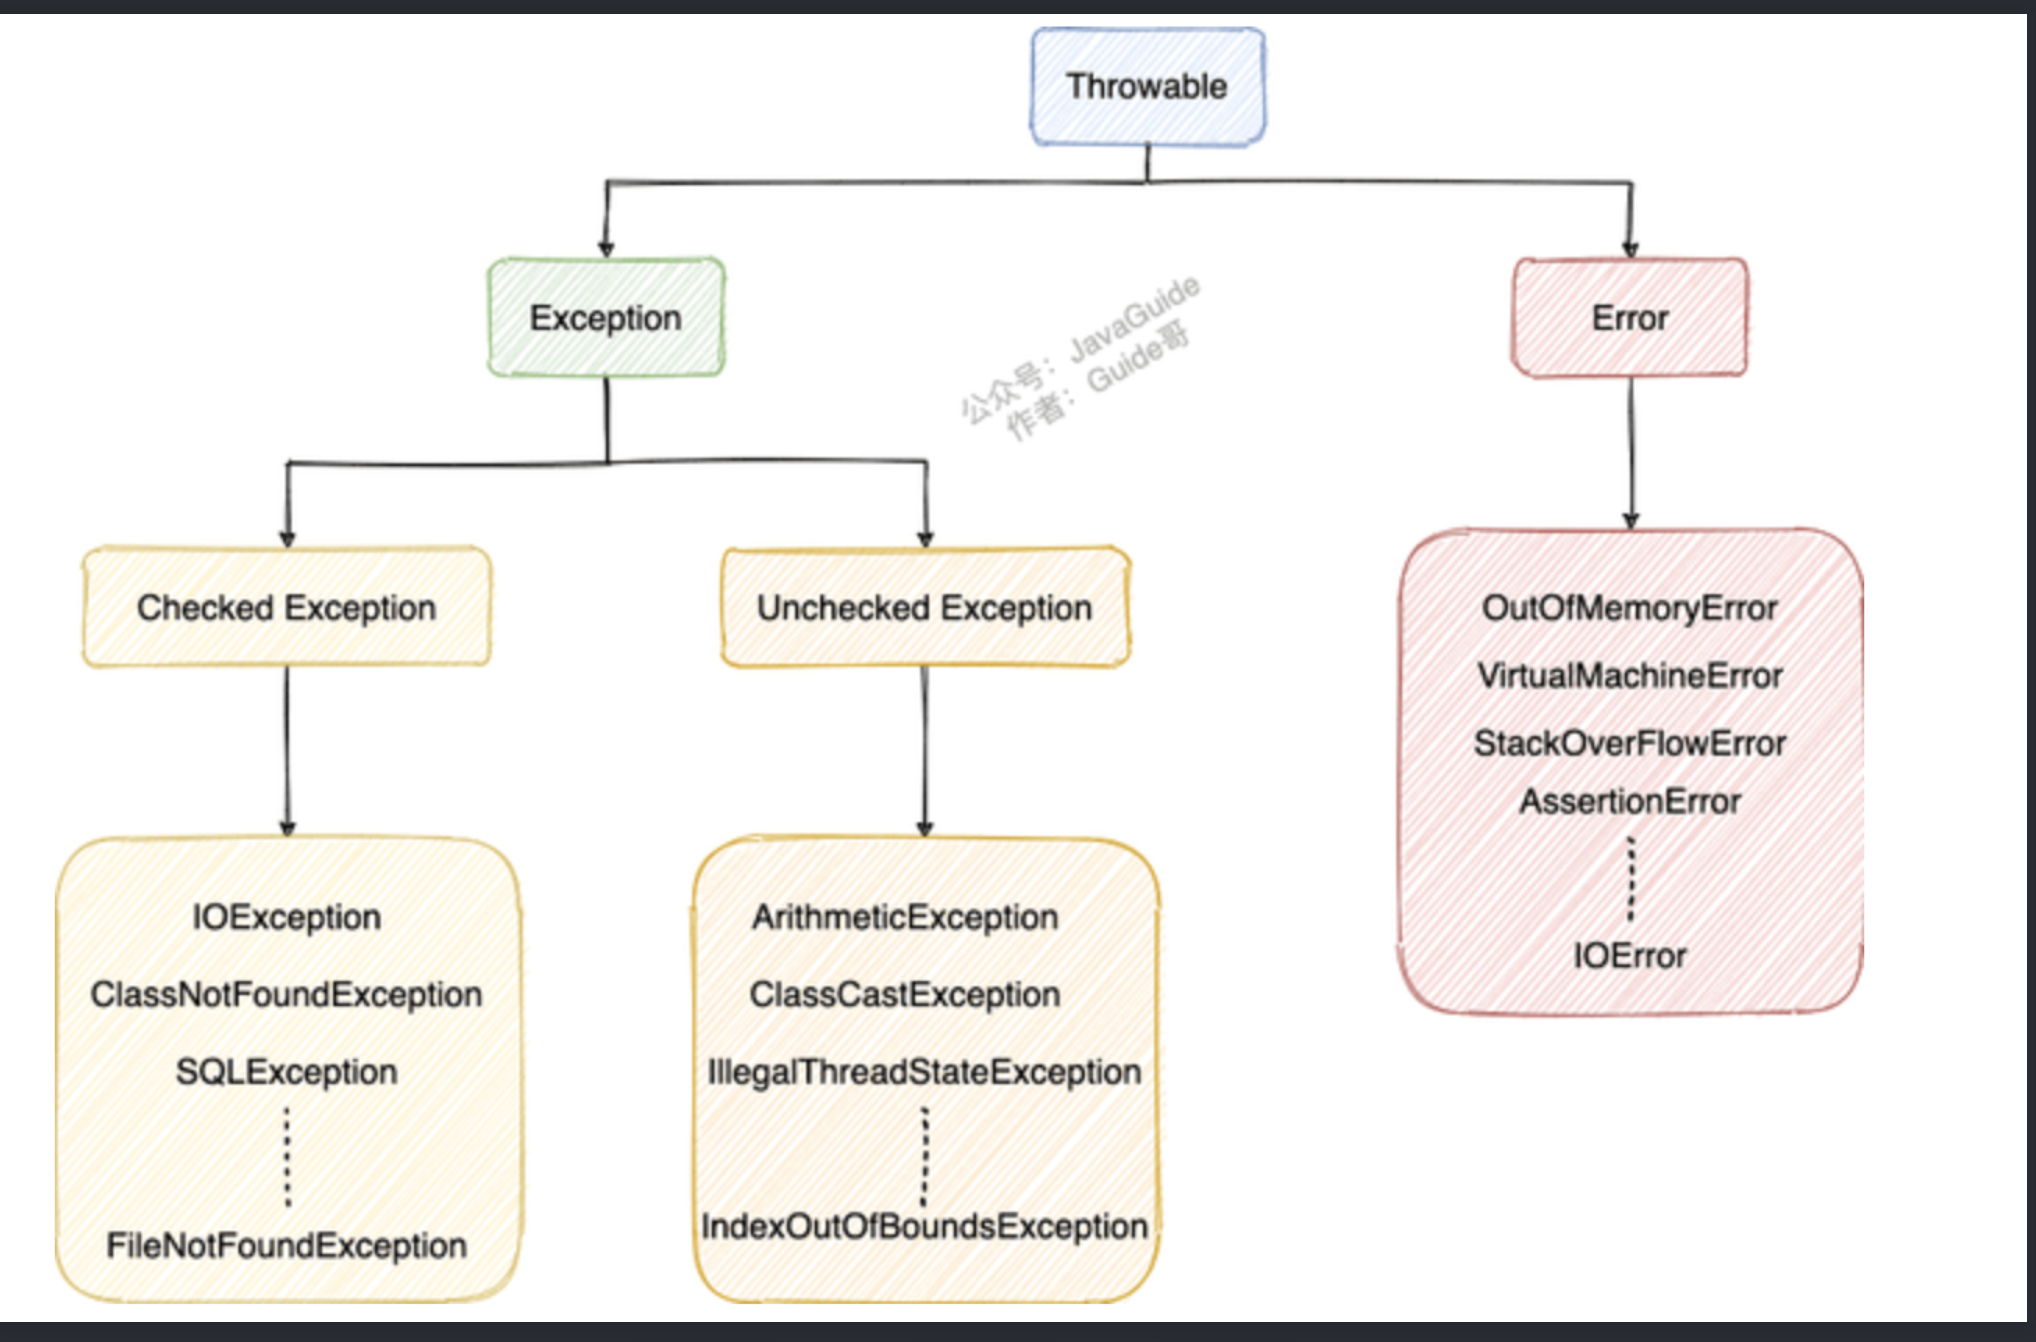 Throwable
Exception
Error
公众号：JavaGuide
作者：Guide哥
Checked Exception
Unchecked Exception
OutOfMemoryError
VirtualMachineError
StackOverFlowError
AssertionError
IOError
IOException
ClassNotFoundException
SQLException
FileNotFoundException
ArithmeticException
ClassCastException
IllegalThreadStateException
IndexOutOfBoundsException